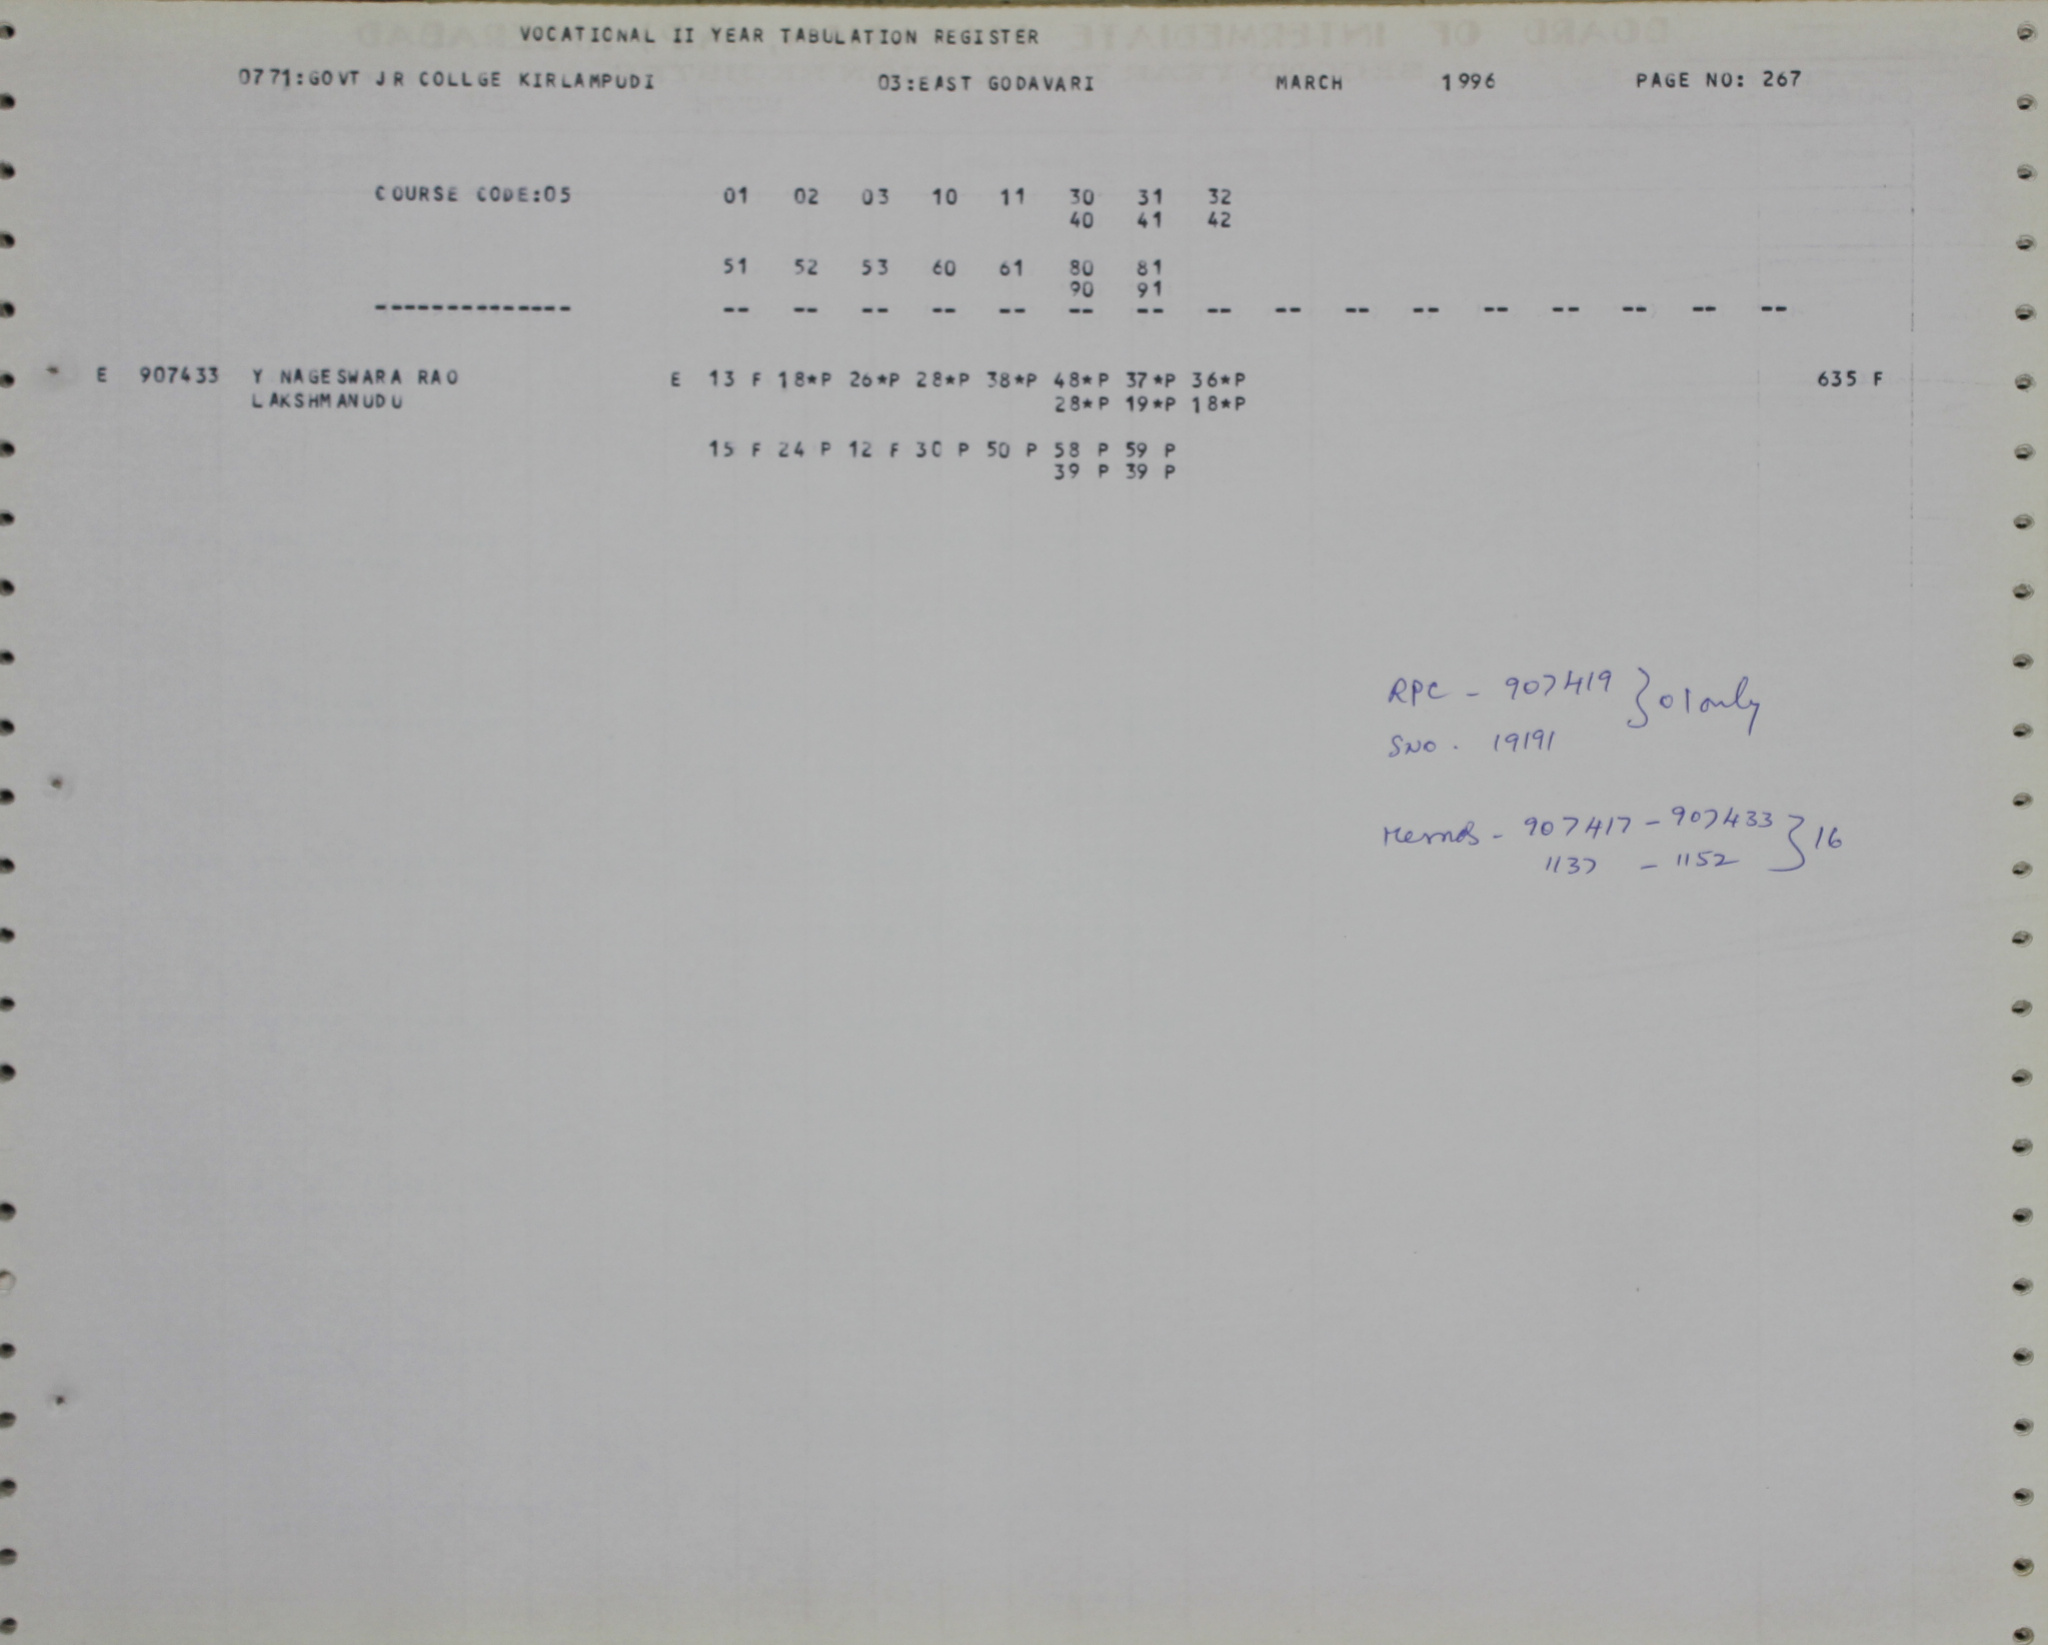 VOCATIONAL II YEAR TABULATION REGISTER
0771:GOVT JR COLLGE KIRLAMPUDI 03:EAST GODAVARI MARCH 1996 PAGE NO: 267
COURSE CODE:05 01 02 03 10 11 30 31 32
40 41 42
51 52 53 60 61 80 81
90 91
-------------- -- -- -- -- -- -- -- -- -- -- -- -- -- -- -- --
E 907433 Y NAGESWARA RAO E 13 F 18*P 26*P 28*P 38*P 48*P 37*P 36*P 635 F
LAKSHMANUDU 28*P 19*P 18*P
15 F 24 P 12 F 30 P 50 P 58 P 59 P
39 P 39 P
RPC - 907419 } 01 only
SNO. 19191
Memos - 907417 - 907433 } 16
1137 - 1152